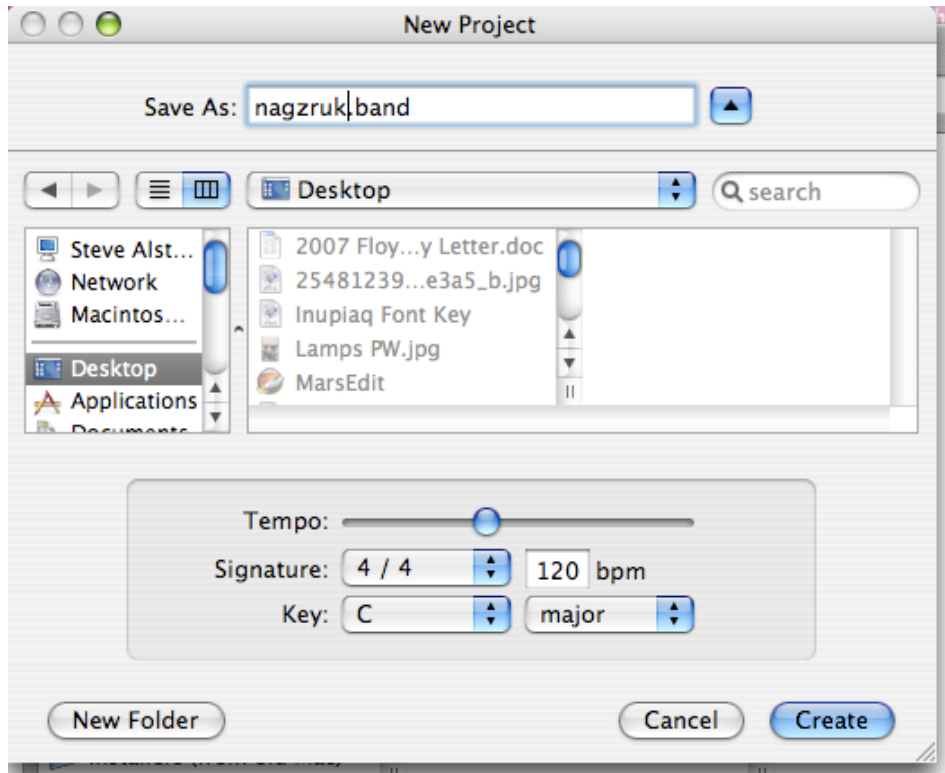 New Project
Save As: nagzruk.band
Desktop
search
Steve Alst...
Network
Macintos...
Desktop
Applications
Documents
2007 Floy...y Letter.doc
25481239...e3a5_b.jpg
Inupiaq Font Key
Lamps PW.jpg
MarsEdit
Tempo:
Signature: 4 / 4 120 bpm
Key: C major
New Folder Cancel Create